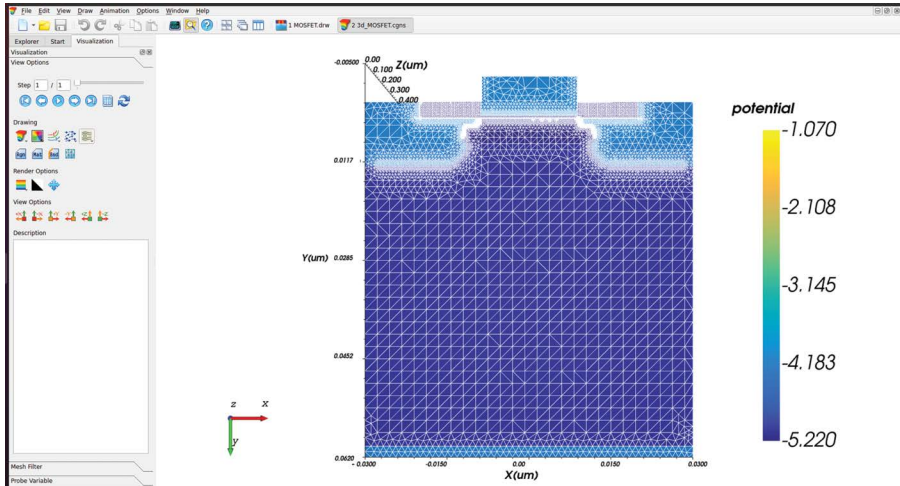 File Edit View Draw Animation Options Window Help
1 MOSFET.drw 2 3d_MOSFET.cgns
Explorer Start Visualization
Visualization
View Options
Step 1 / 1
Drawing
Rgn Mat Bnd
Render Options
View Options
+X -X +Y -Y +Z -Z
Description
Mesh Filter
Probe Variable
-0.00500
0.00
0.100
0.200
0.300
0.400
Z(um)
0.0117
Y(um)
0.0285
0.0452
0.0620
-0.0300 -0.0150 0.00 0.0150 0.0300
X(um)
z x
y
potential
-1.070
-2.108
-3.145
-4.183
-5.220